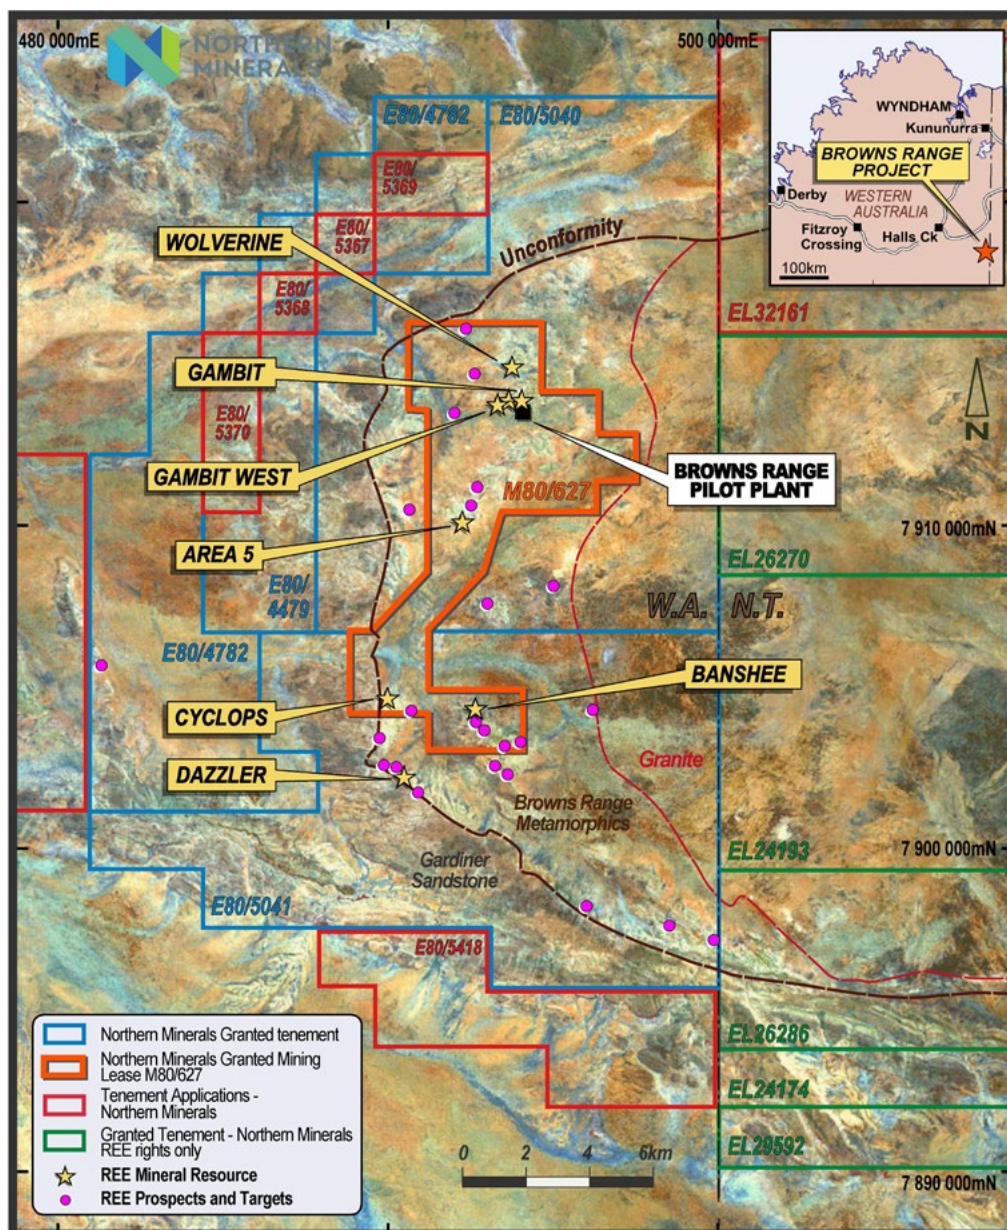 480 000mE
NORTHERN
MINERALS
500 000mE
WYNDHAM
Kununurra
BROWNS RANGE
PROJECT
Derby
WESTERN
AUSTRALIA
Fitzroy
Crossing
Halls Ck
100km
E80/4782
E80/5040
E80/
5369
E80/
5367
E80/
5368
E80/
5370
WOLVERINE
Unconformity
EL32161
GAMBIT
GAMBIT WEST
BROWNS RANGE
PILOT PLANT
M80/627
N
7 910 000mN
AREA 5
EL26270
E80/
4479
W.A.
N.T.
E80/4782
BANSHEE
CYCLOPS
DAZZLER
Granite
Browns Range
Metamorphics
Gardiner
Sandstone
EL24193
7 900 000mN
E80/5041
E80/5418
EL26286
EL24174
EL29592
7 890 000mN
Northern Minerals Granted tenement
Northern Minerals Granted Mining
Lease M80/627
Tenement Applications -
Northern Minerals
Granted Tenement - Northern Minerals
REE rights only
REE Mineral Resource
REE Prospects and Targets
0 2 4 6km